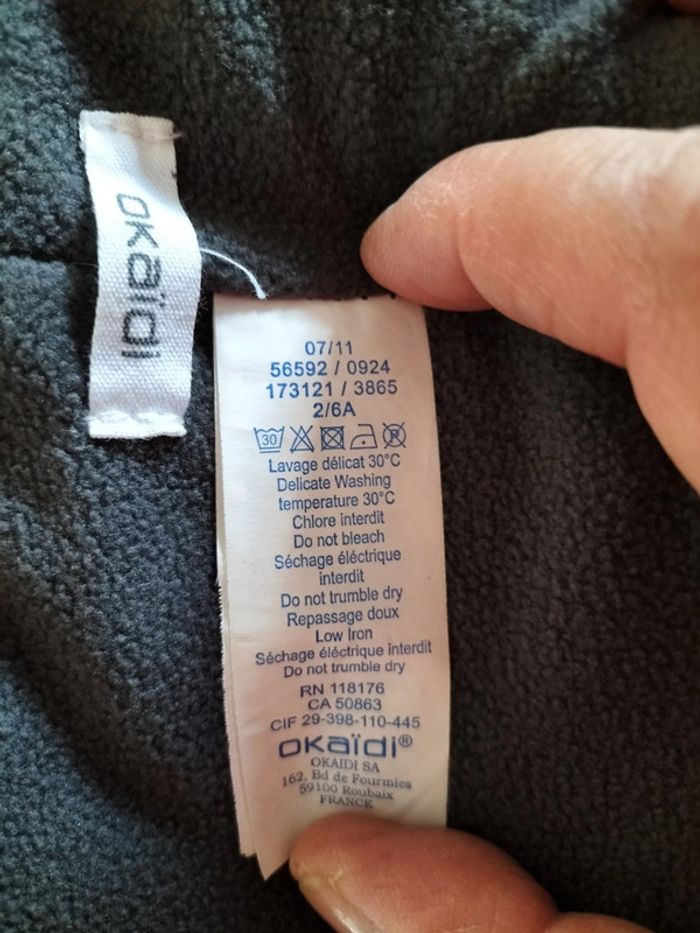 okaïdi
07/11
56592 / 0924
173121 / 3865
2/6A
30
R
Lavage délicat 30°C
Delicate Washing
temperature 30°C
Chlore interdit
Do not bleach
Séchage éléctrique
interdit
Do not trumble dry
Repassage doux
Low Iron
Séchage éléctrique interdit
Do not trumble dry
RN 118176
CA 50863
CIF 29-398-110-445
okaïdi®
OKAIDI SA
162, Bd de Fourmies
59100 Roubaix
FRANCE